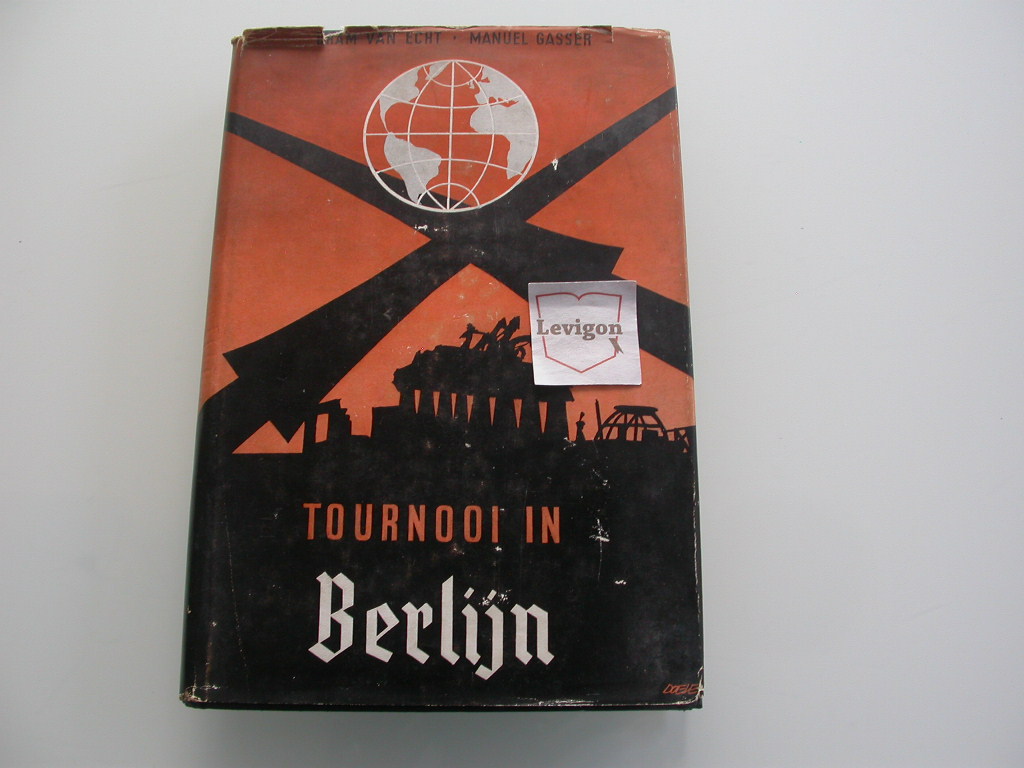 VAN ECHT · MANUEL GASSER
Levigon
TOURNOOI IN
Berlijn